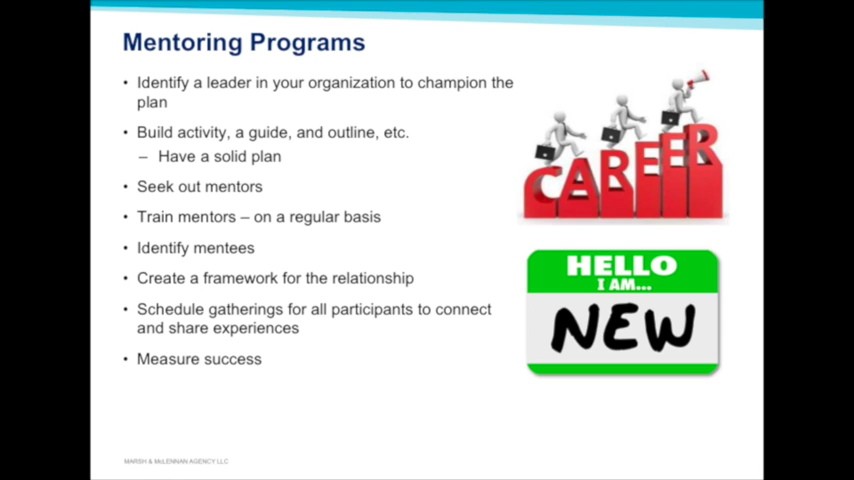 Mentoring Programs
• Identify a leader in your organization to champion the
plan
• Build activity, a guide, and outline, etc.
– Have a solid plan
• Seek out mentors
• Train mentors – on a regular basis
• Identify mentees
• Create a framework for the relationship
• Schedule gatherings for all participants to connect
and share experiences
• Measure success
CAREER
HELLO
I AM...
NEW
MARSH & McLENNAN AGENCY LLC